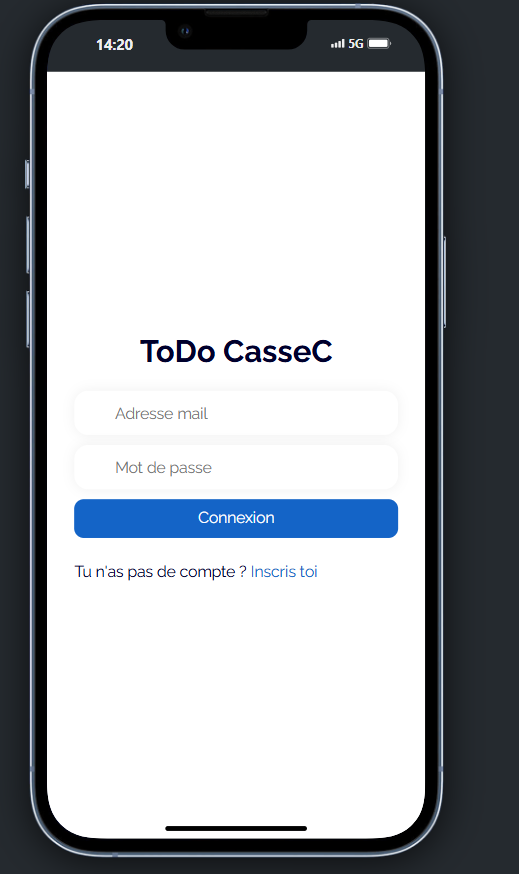 14:20
5G
ToDo CasseC
Adresse mail
Mot de passe
Connexion
Tu n'as pas de compte ? Inscris toi